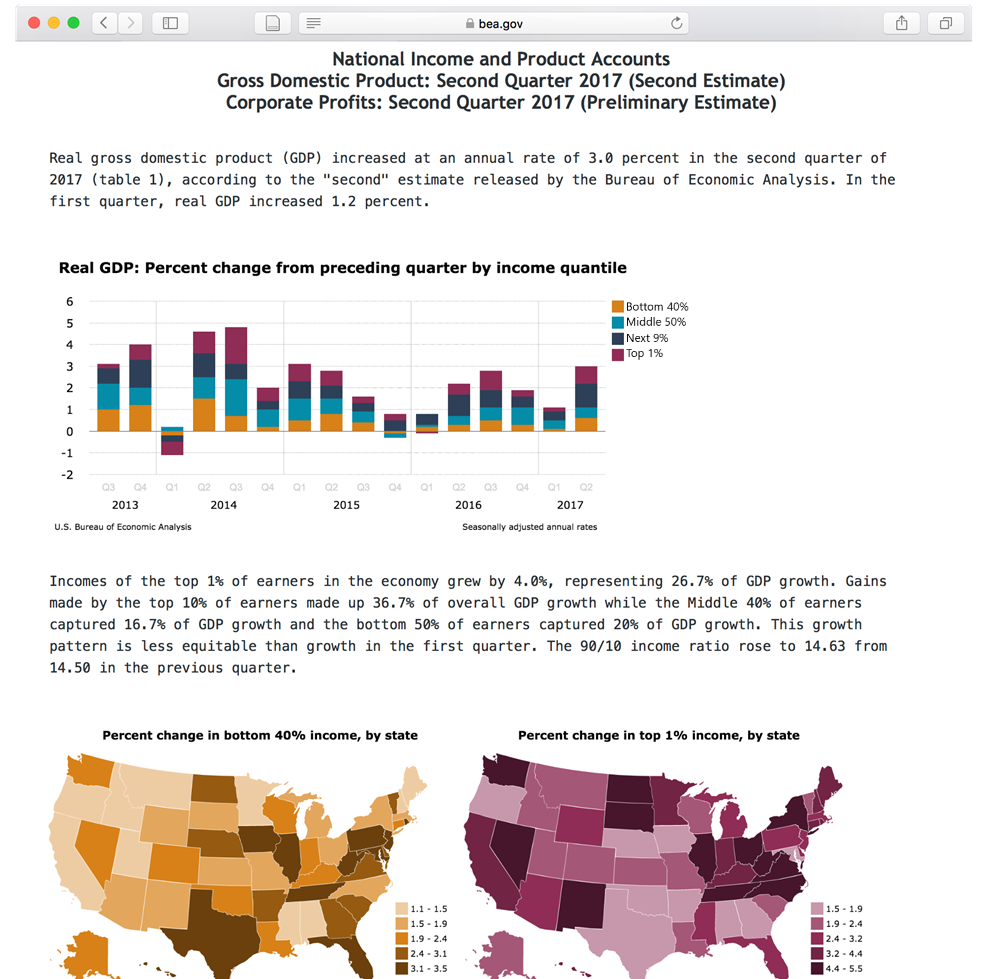 bea.gov
National Income and Product Accounts
Gross Domestic Product: Second Quarter 2017 (Second Estimate)
Corporate Profits: Second Quarter 2017 (Preliminary Estimate)
Real gross domestic product (GDP) increased at an annual rate of 3.0 percent in the second quarter of
2017 (table 1), according to the "second" estimate released by the Bureau of Economic Analysis. In the
first quarter, real GDP increased 1.2 percent.
Real GDP: Percent change from preceding quarter by income quantile
6
5
4
3
2
1
0
-1
-2
Bottom 40%
Middle 50%
Next 9%
Top 1%
Q3 Q4 Q1 Q2 Q3 Q4 Q1 Q2 Q3 Q4 Q1 Q2 Q3 Q4 Q1 Q2
2013 2014 2015 2016 2017
U.S. Bureau of Economic Analysis Seasonally adjusted annual rates
Incomes of the top 1% of earners in the economy grew by 4.0%, representing 26.7% of GDP growth. Gains
made by the top 10% of earners made up 36.7% of overall GDP growth while the Middle 40% of earners
captured 16.7% of GDP growth and the bottom 50% of earners captured 20% of GDP growth. This growth
pattern is less equitable than growth in the first quarter. The 90/10 income ratio rose to 14.63 from
14.50 in the previous quarter.
Percent change in bottom 40% income, by state
1.1 - 1.5
1.5 - 1.9
1.9 - 2.4
2.4 - 3.1
3.1 - 3.5
Percent change in top 1% income, by state
1.5 - 1.9
1.9 - 2.4
2.4 - 3.2
3.2 - 4.4
4.4 - 5.5